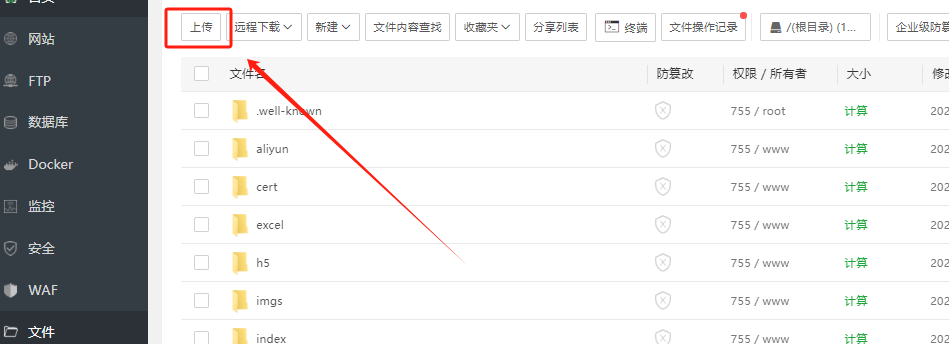 首页
网站
FTP
数据库
Docker
监控
安全
WAF
文件
上传 远程下载 新建 文件内容查找 收藏夹 分享列表 终端 文件操作记录 /(根目录) (1... 企业级防篡
文件名 防篡改 权限 / 所有者 大小 修
.well-known 755 / root 计算 202
aliyun 755 / www 计算 202
cert 755 / www 计算 202
excel 755 / www 计算 202
h5 755 / www 计算 202
imgs 755 / www 计算 202
index 755 / www 计算 202